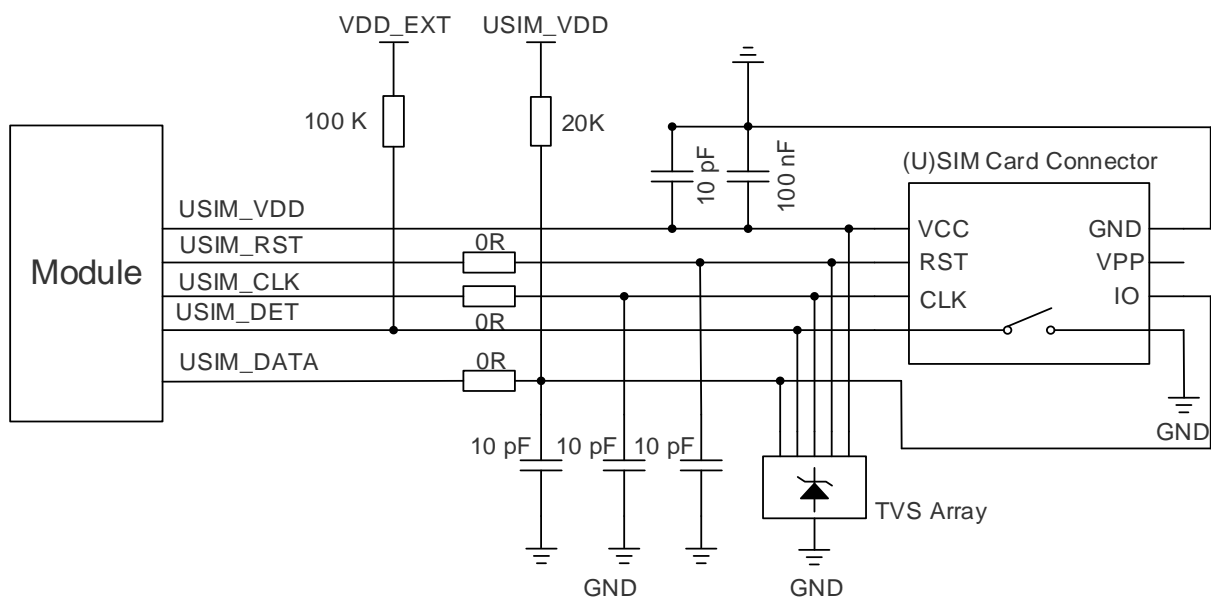 VDD_EXT USIM_VDD
100 K 20K
10 pF
100 nF
(U)SIM Card Connector
Module
USIM_VDD
USIM_RST
USIM_CLK
USIM_DET
USIM_DATA
0R
0R
0R
VCC GND
RST VPP
CLK IO
GND
10 pF 10 pF 10 pF
TVS Array
GND GND